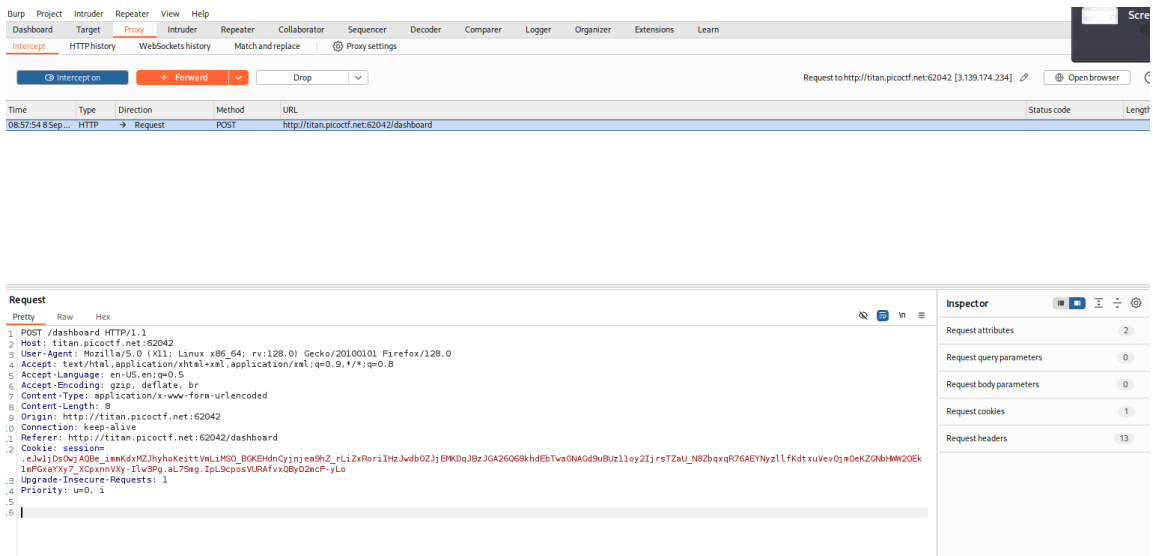 Burp Project Intruder Repeater View Help
Dashboard Target Proxy Intruder Repeater Collaborator Sequencer Decoder Comparer Logger Organizer Extensions Learn
Scre
Intercept HTTP history WebSockets history Match and replace Proxy settings
Intercept on Forward Drop Request to http://titan.picoctf.net:62042 [3.139.174.234] Open browser
Time Type Direction Method URL Status code Length
08:57:54 8 Sep ... HTTP → Request POST http://titan.picoctf.net:62042/dashboard
Request
Pretty Raw Hex
\n
1 POST /dashboard HTTP/1.1
2 Host: titan.picoctf.net:62042
3 User-Agent: Mozilla/5.0 (X11; Linux x86_64; rv:128.0) Gecko/20100101 Firefox/128.0
4 Accept: text/html,application/xhtml+xml,application/xml;q=0.9,*/*;q=0.8
5 Accept-Language: en-US,en;q=0.5
6 Accept-Encoding: gzip, deflate, br
7 Content-Type: application/x-www-form-urlencoded
8 Content-Length: 8
9 Origin: http://titan.picoctf.net:62042
.0 Connection: keep-alive
.1 Referer: http://titan.picoctf.net:62042/dashboard
.2 Cookie: session=
.3 Upgrade-Insecure-Requests: 1
.4 Priority: u=0, i
.5
.6
Inspector
Request attributes 2
Request query parameters 0
Request body parameters 0
Request cookies 1
Request headers 13